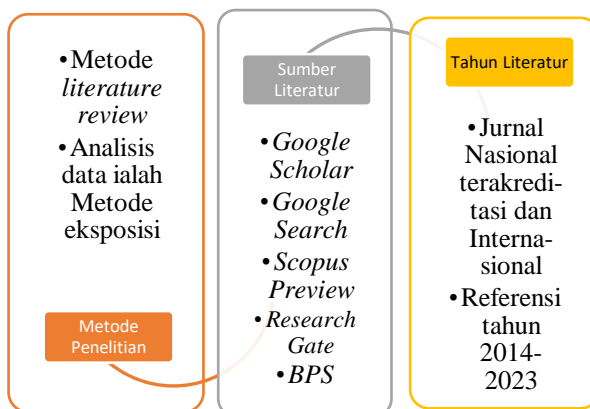 •Metode
literature
review
•Analisis
data ialah
Metode
eksposisi
Metode
Penelitian
Sumber
Literatur
•Google
Scholar
•Google
Search
•Scopus
Preview
•Research
Gate
•BPS
Tahun Literatur
•Jurnal
Nasional
terakredi-
tasi dan
Interna-
sional
•Referensi
tahun
2014-
2023